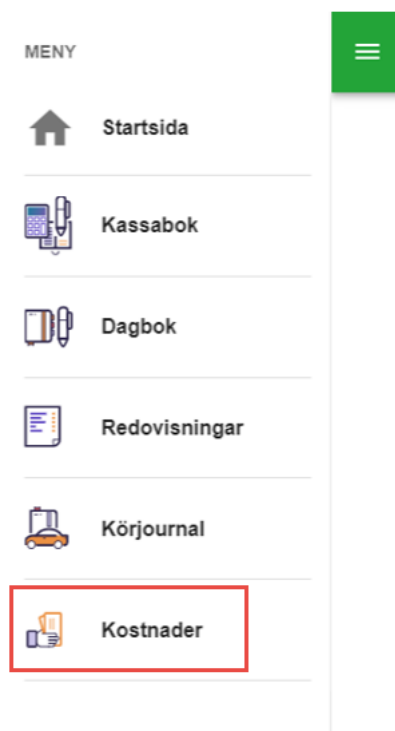 MENY
Startsida
Kassabok
Dagbok
Redovisningar
Körjournal
Kostnader